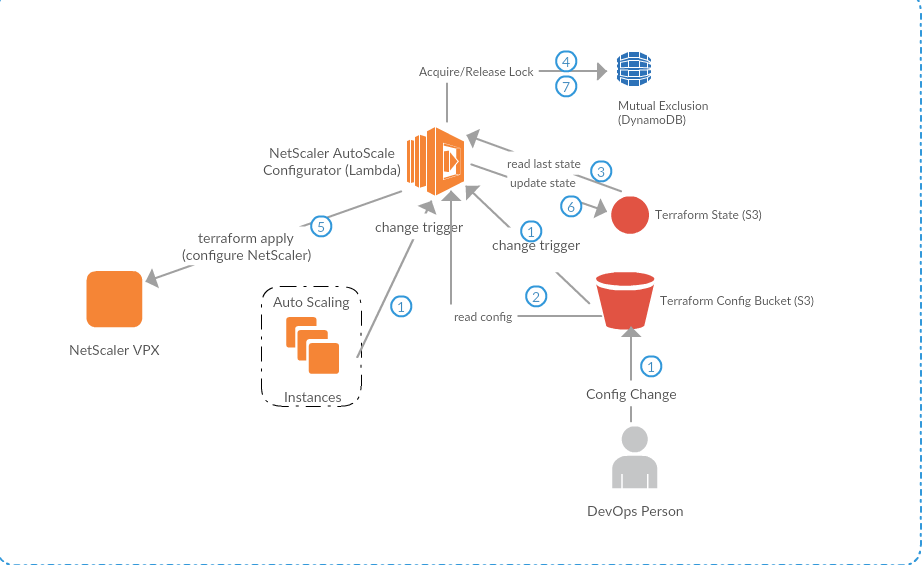 Acquire/Release Lock
4
7
Mutual Exclusion
(DynamoDB)
NetScaler AutoScale
Configurator (Lambda)
read last state
3
update state
6
Terraform State (S3)
5
change trigger
1
change trigger
terraform apply
(configure NetScaler)
Auto Scaling
1
2
read config
Terraform Config Bucket (S3)
NetScaler VPX
Instances
1
Config Change
DevOps Person